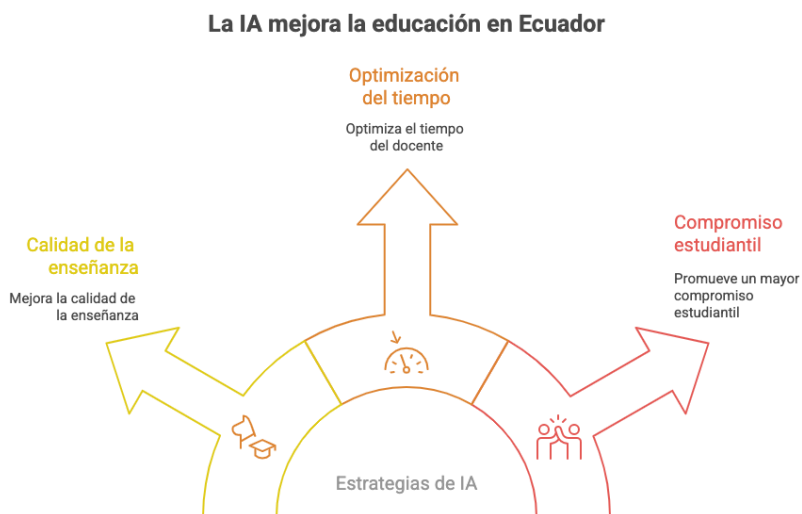 La IA mejora la educación en Ecuador
Optimización
del tiempo
Optimiza el tiempo
del docente
Calidad de la
enseñanza
Mejora la calidad de
la enseñanza
Compromiso
estudiantil
Promueve un mayor
compromiso
estudiantil
Estrategias de IA